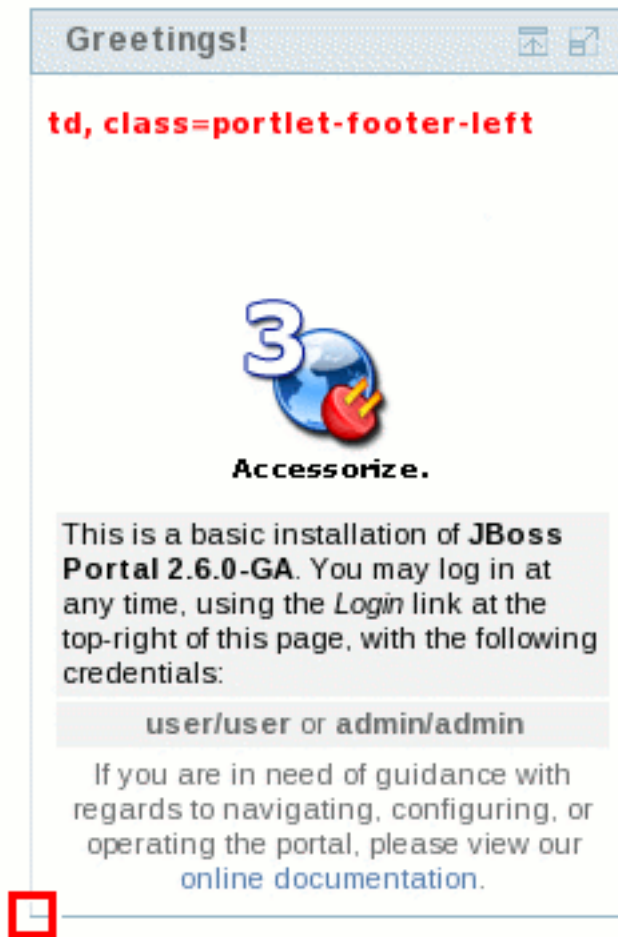 Greetings!
td, class=portlet-footer-left
3
Accessorize.
This is a basic installation of JBoss
Portal 2.6.0-GA. You may log in at
any time, using the Login link at the
top-right of this page, with the following
credentials:
user/user or admin/admin
If you are in need of guidance with
regards to navigating, configuring, or
operating the portal, please view our
online documentation.